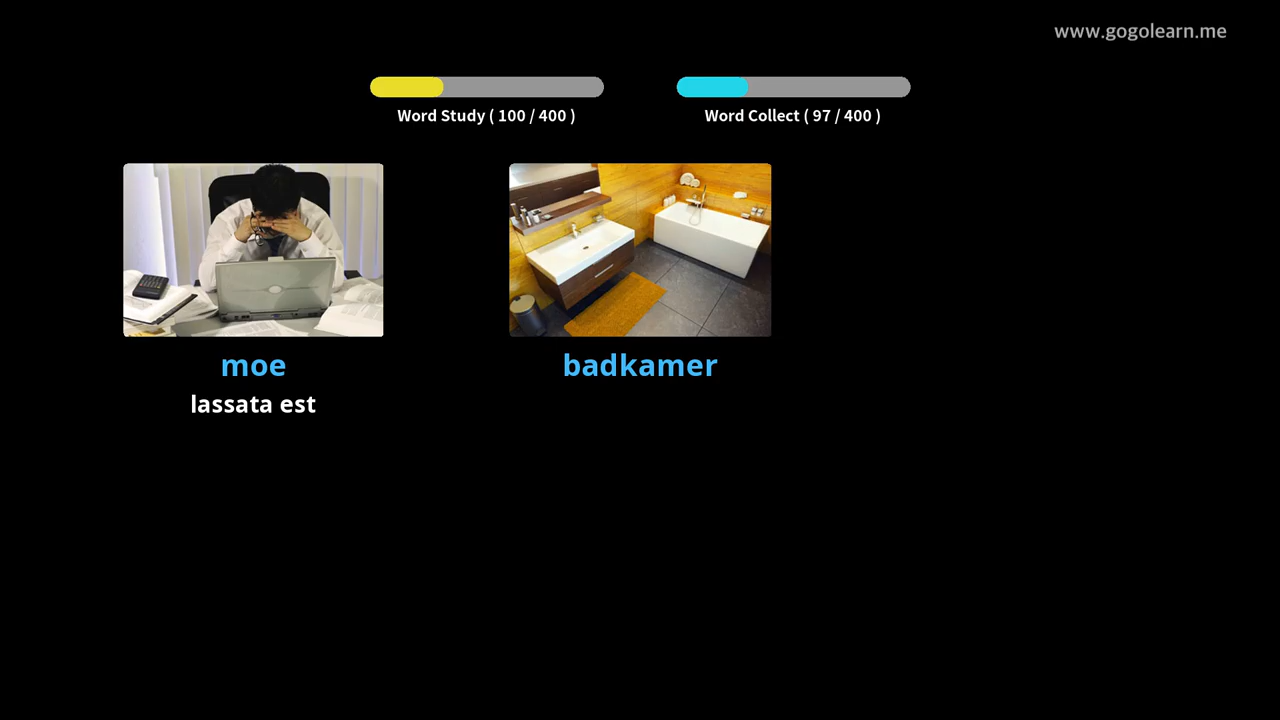 www.gogolearn.me
Word Study ( 100 / 400 )
Word Collect ( 97 / 400 )
moe
lassata est
badkamer